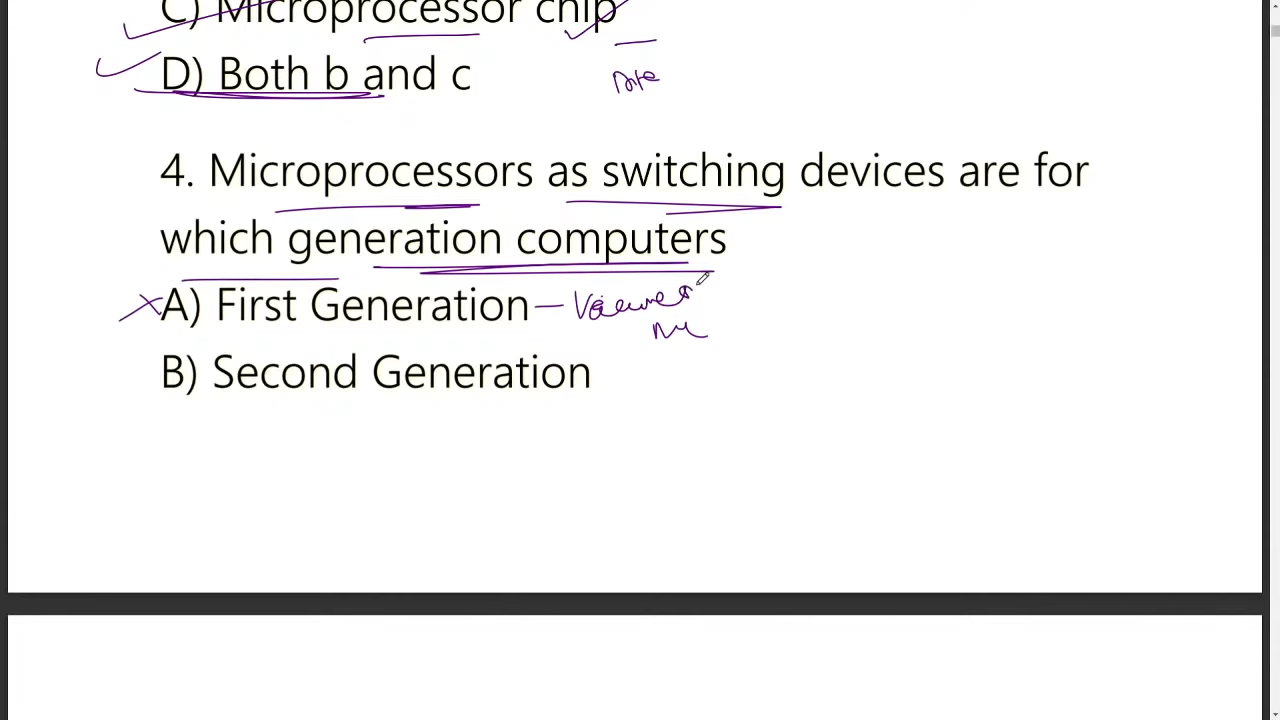 C) Microprocessor chip
D) Both b and c
4. Microprocessors as switching devices are for
which generation computers
A) First Generation
B) Second Generation